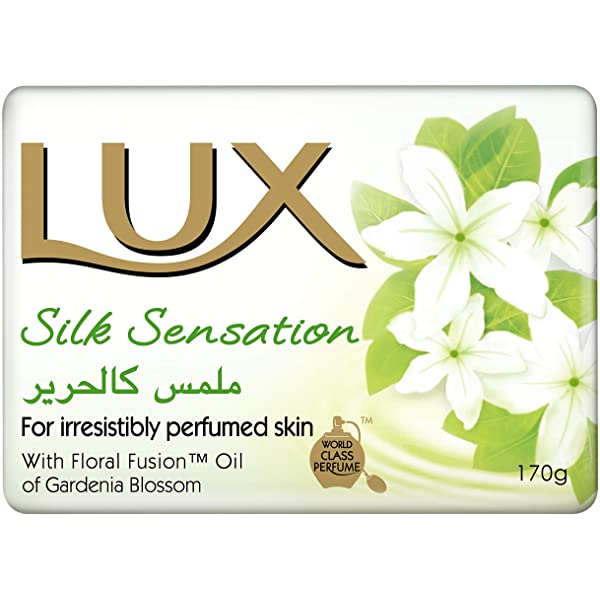 LUX
Silk Sensation
ملمس كالحرير
For irresistibly perfumed skin
With Floral Fusion™ Oil
of Gardenia Blossom
WORLD
CLASS
PERFUME
™
170g